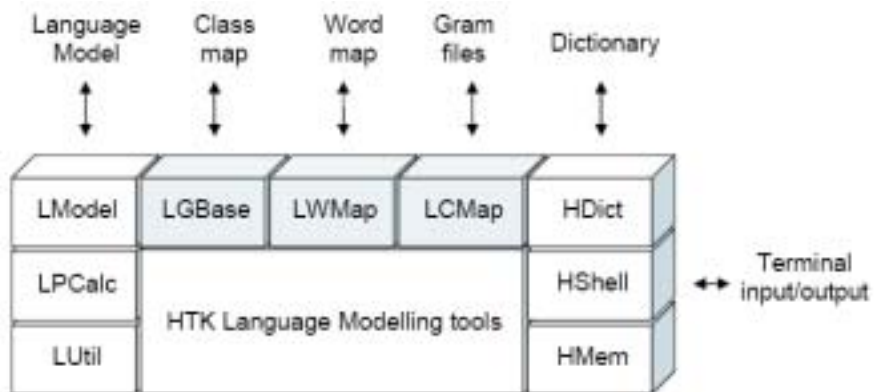 Language
Model
Class
map
Word
map
Gram
files
Dictionary
LModel
LGBase
LWMap
LCMap
HDict
LPCalc
HShell
Terminal
input/output
HTK Language Modelling tools
LUtil
HMem